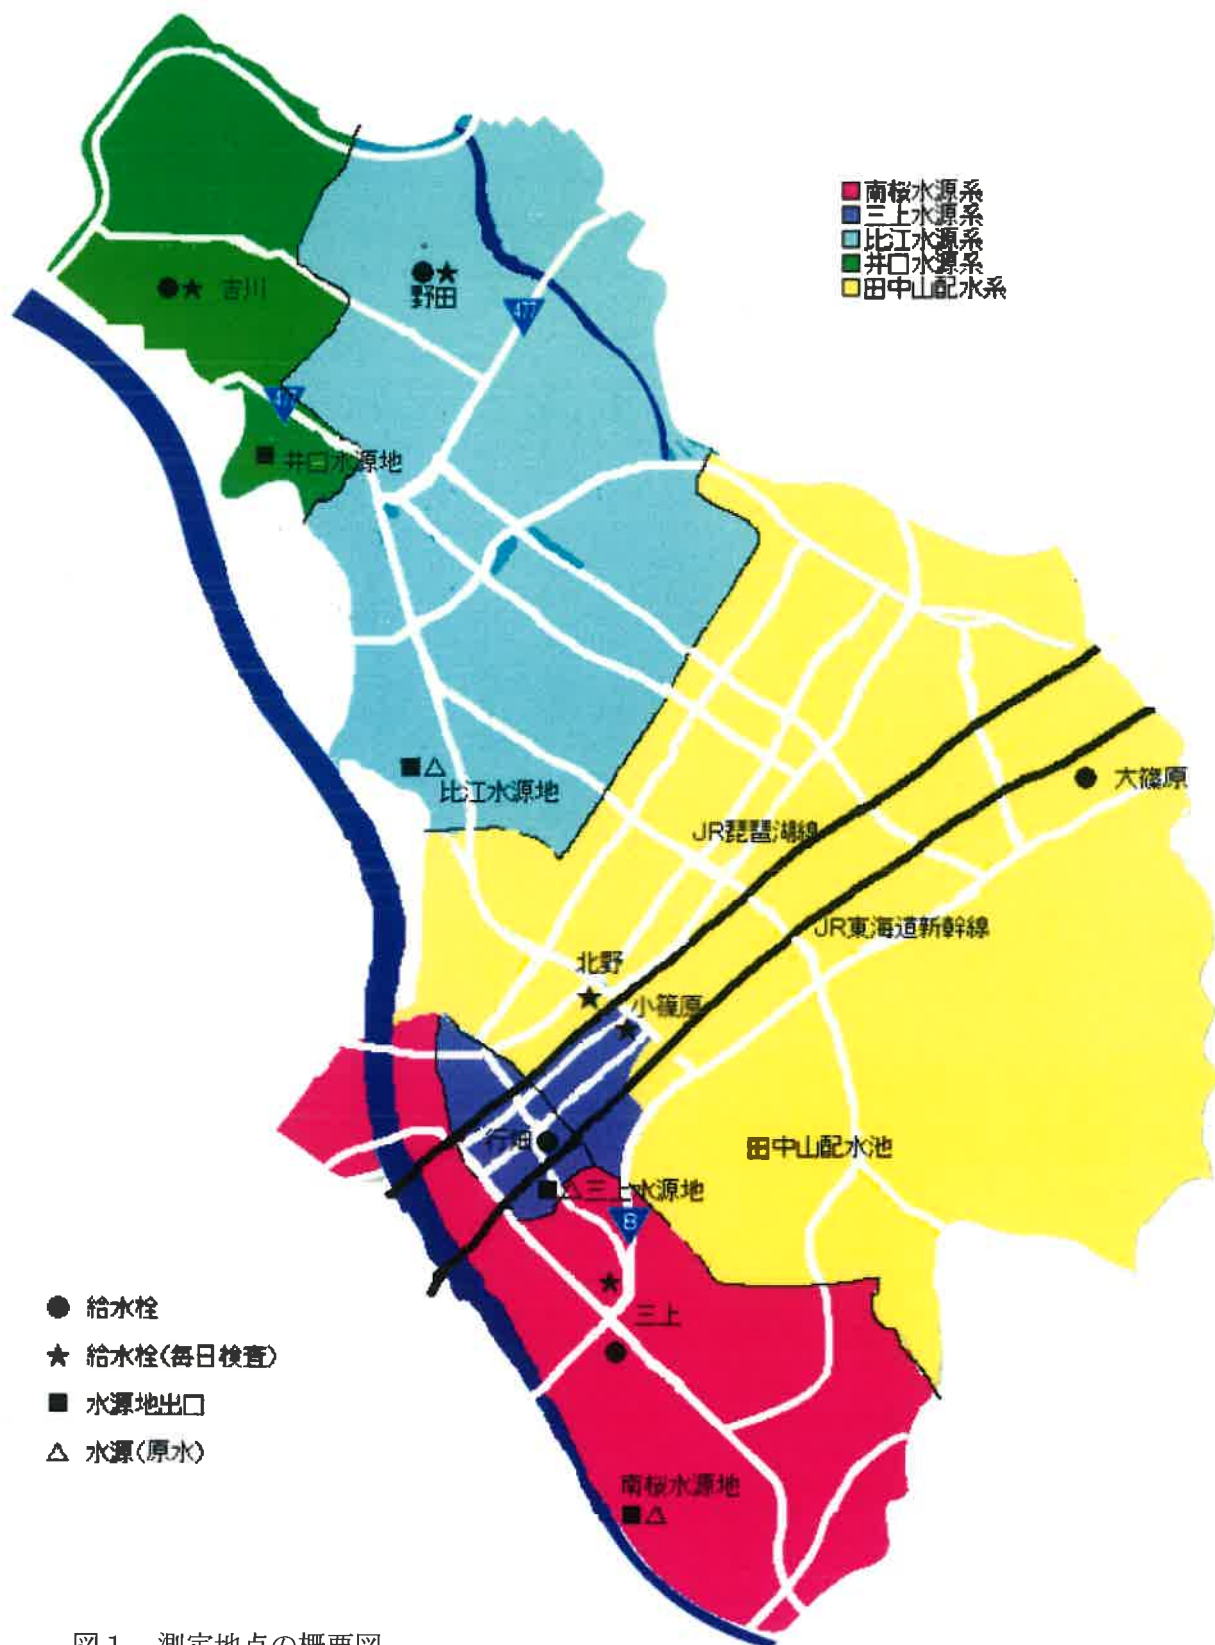 南桜水源系
三上水源系
比江水源系
井口水源系
田中山配水系
吉川
野田
477
477
井口水源地
比江水源地
大篠原
JR琵琶湖線
JR東海道新幹線
北野
小篠原
行畑
田中山配水池
三上水源地
8
三上
南桜水源地
給水栓
給水栓(毎日検査)
水源地出口
水源(原水)
図1 測定地点の概要図